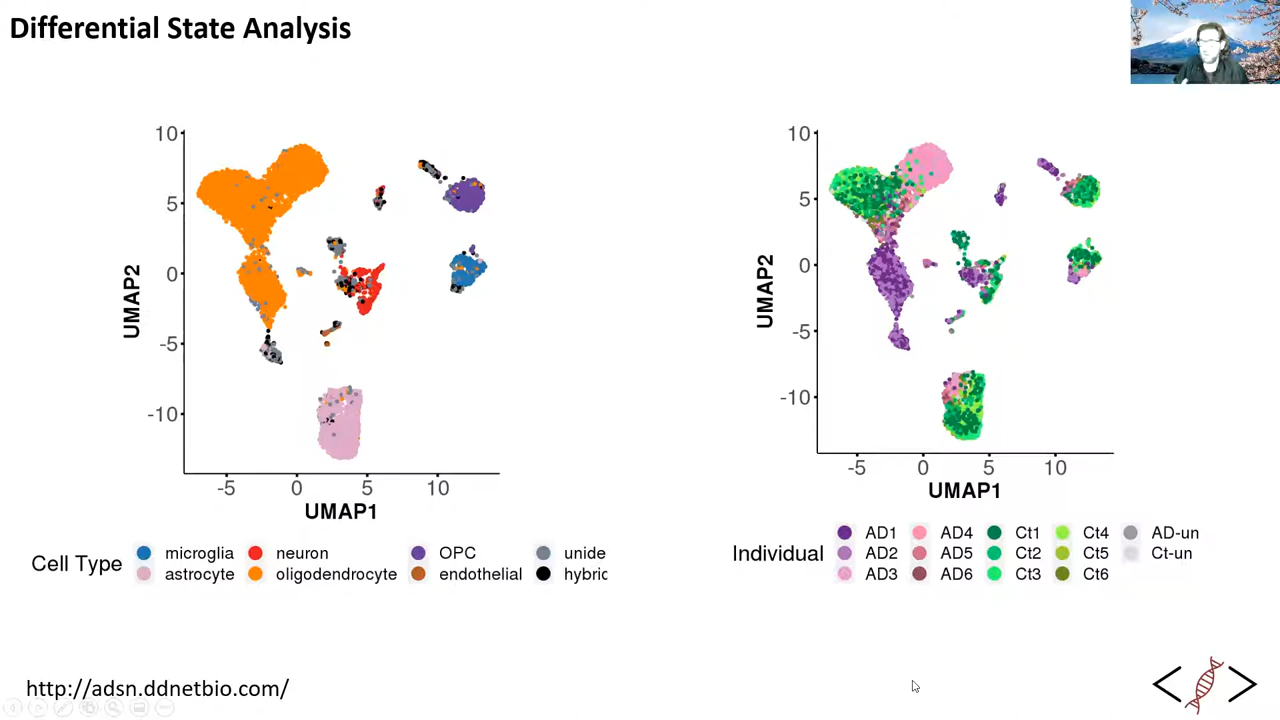 Differential State Analysis
10
5
0
-5
-10
UMAP2
-5 0 5 10
UMAP1
10
5
0
-5
-10
UMAP2
-5 0 5 10
UMAP1
Cell Type
microglia neuron OPC unide
astrocyte oligodendrocyte endothelial hybric
Individual
AD1 AD4 Ct1 Ct4 AD-un
AD2 AD5 Ct2 Ct5 Ct-un
AD3 AD6 Ct3 Ct6
http://adsn.ddnetbio.com/